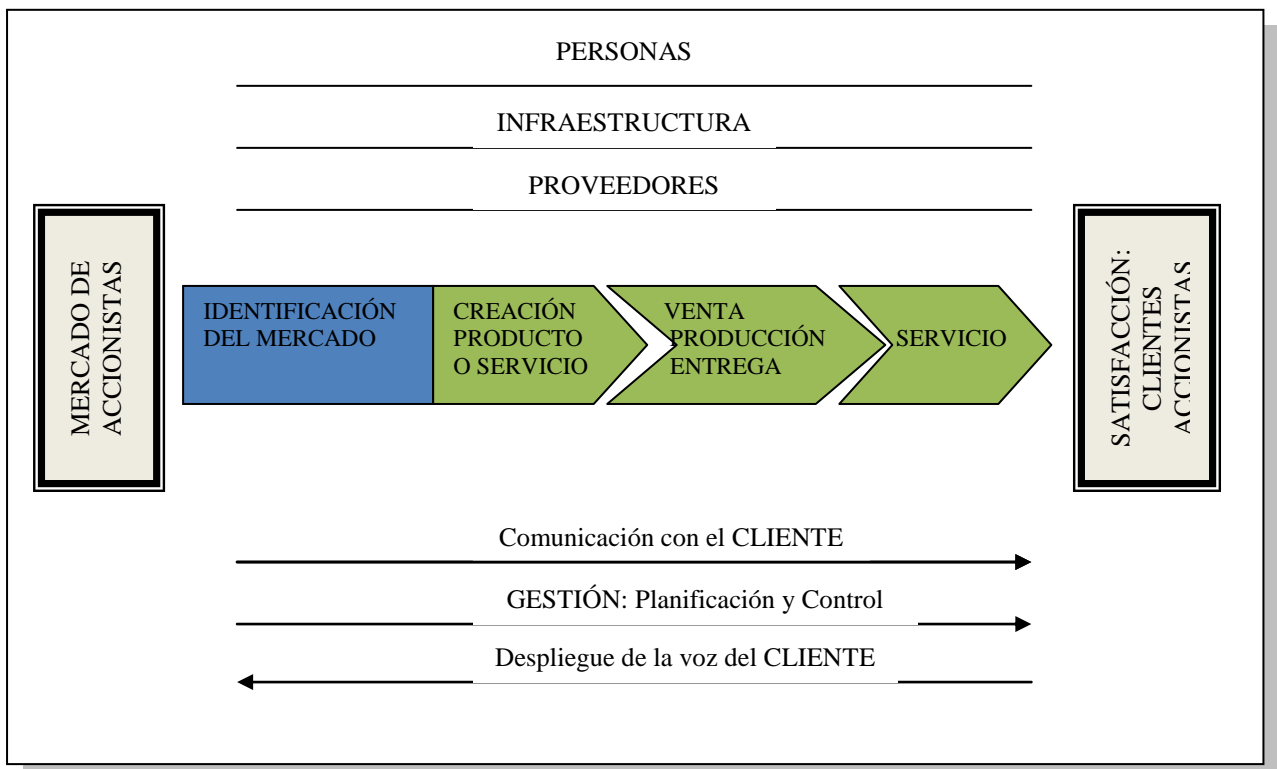 PERSONAS
INFRAESTRUCTURA
PROVEEDORES
MERCADO DE
ACCIONISTAS
IDENTIFICACIÓN
DEL MERCADO
CREACIÓN
PRODUCTO
O SERVICIO
VENTA
PRODUCCIÓN
ENTREGA
SERVICIO
SATISFACCIÓN:
CLIENTES
ACCIONISTAS
Comunicación con el CLIENTE
GESTIÓN: Planificación y Control
Despliegue de la voz del CLIENTE